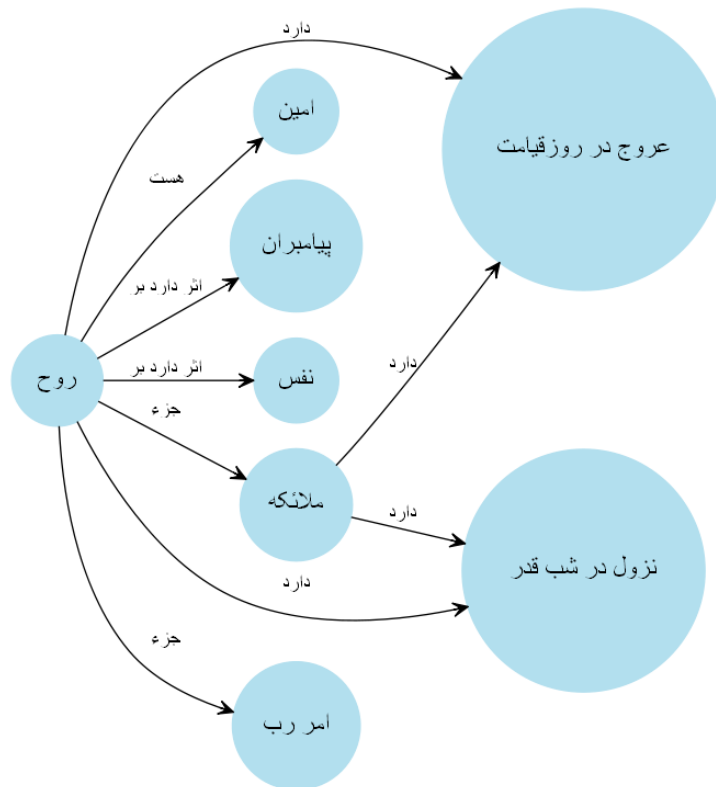 دارد
امین
عروج در روزقیامت
هست
پیامبران
اثر دارد بر
روح
اثر دارد بر
نفس
دارد
جزء
ملائکه
دارد
نزول در شب قدر
دارد
جزء
امر رب